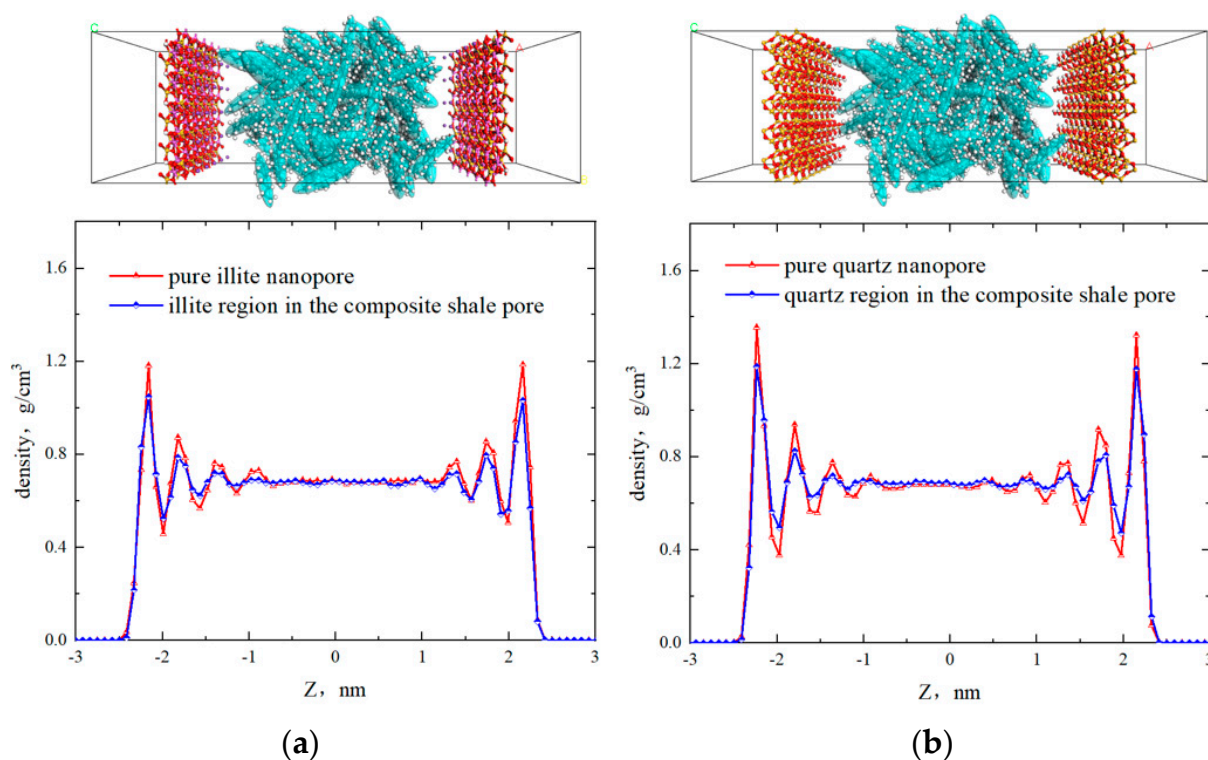 C
A
B
pure illite nanopore
illite region in the composite shale pore
density, g/cm³
1.6
1.2
0.8
0.4
0.0
-3 -2 -1 0 1 2 3
Z, nm
(a)
C
A
pure quartz nanopore
quartz region in the composite shale pore
density, g/cm³
1.6
1.2
0.8
0.4
0.0
-3 -2 -1 0 1 2 3
Z, nm
(b)